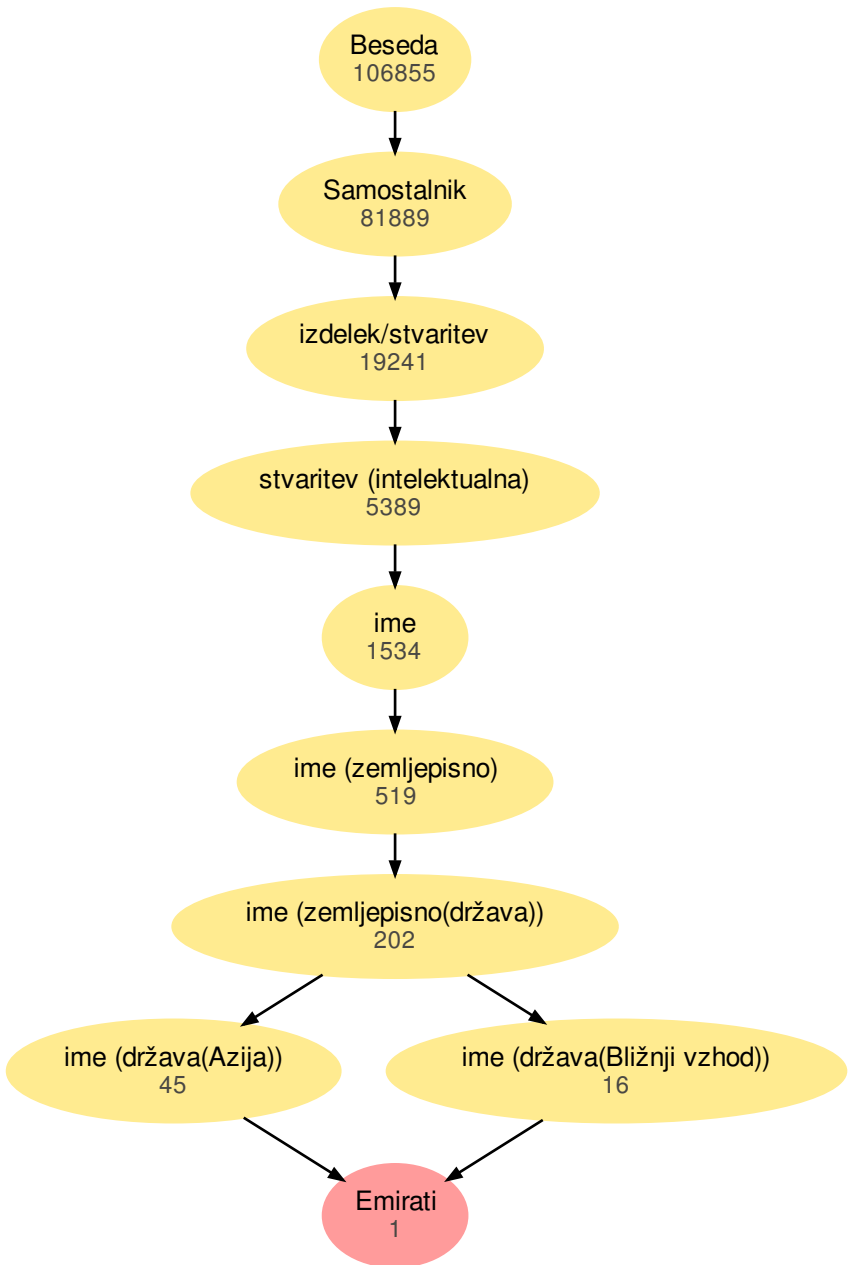 Beseda
106855
Samostalnik
81889
izdelek/stvaritev
19241
stvaritev (intelektualna)
5389
ime
1534
ime (zemljepisno)
519
ime (zemljepisno(država))
202
ime (država(Azija))
45
ime (država(Bližnji vzhod))
16
Emirati
1